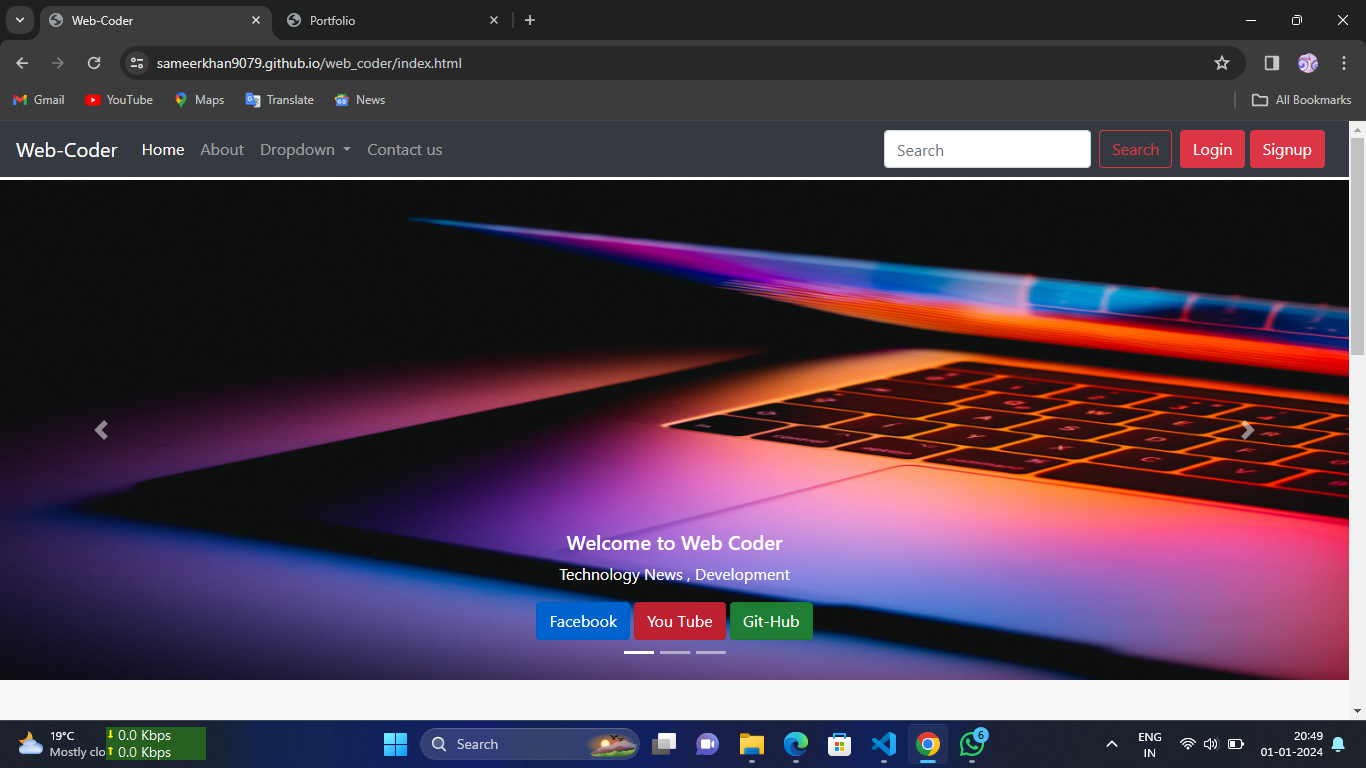 Web-Coder
Portfolio
sameerkhan9079.github.io/web_coder/index.html
Gmail YouTube Maps Translate News All Bookmarks
Web-Coder Home About Dropdown Contact us Search Search Login Signup
Welcome to Web Coder
Technology News , Development
Facebook You Tube Git-Hub
19°C
Mostly clo
0.0 Kbps
0.0 Kbps
Search
6
ENG
IN
20:49
01-01-2024